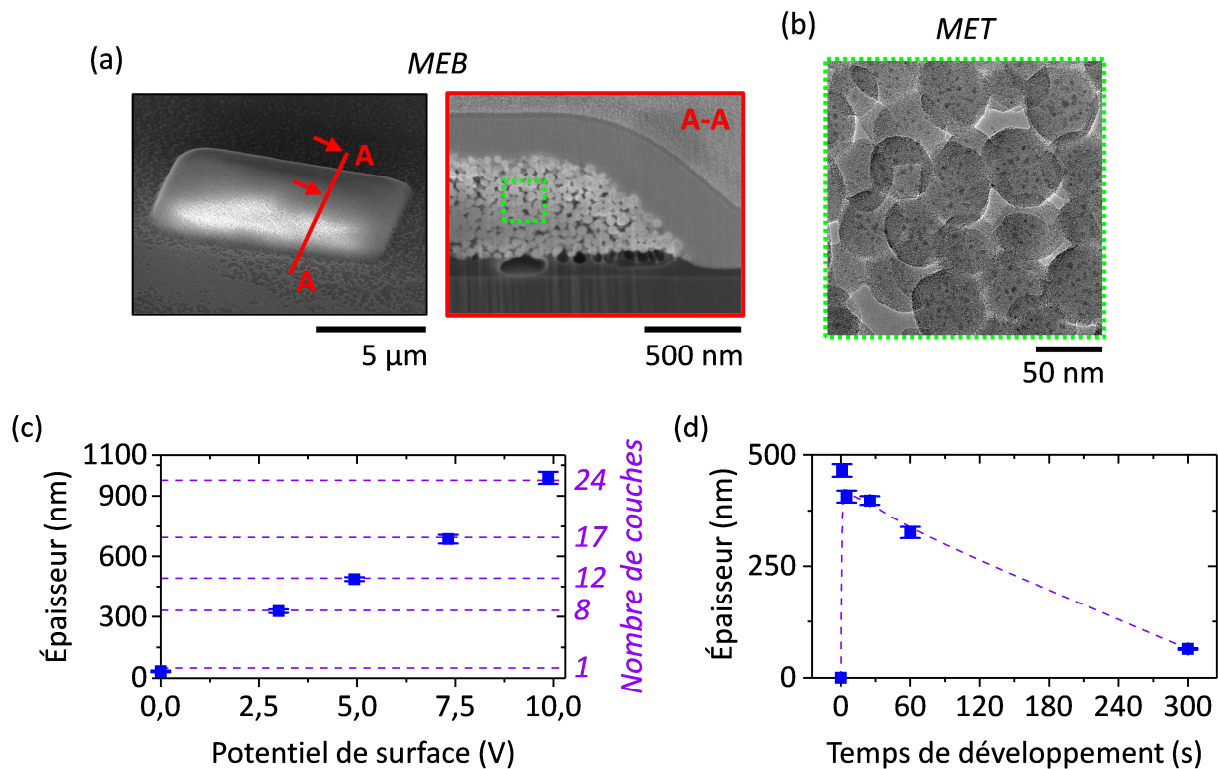 (a)
MEB
A
A
5 µm
A-A
500 nm
(b)
MET
50 nm
(c)
Épaisseur (nm)
1100
900
600
300
0
0,0
2,5
5,0
7,5
10,0
Potentiel de surface (V)
24
17
12
8
1
Nombre de couches
(d)
Épaisseur (nm)
500
250
0
0
60
120
180
240
300
Temps de développement (s)